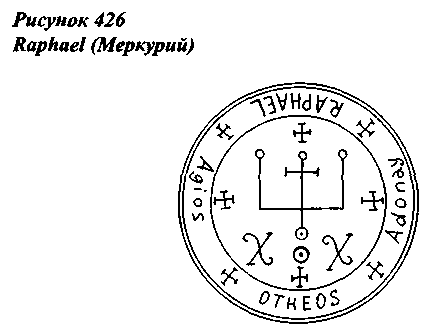 Рисунок 426
Raphael (Меркурий)
RAPHAEL
Adonay
OTHEOS
Agios